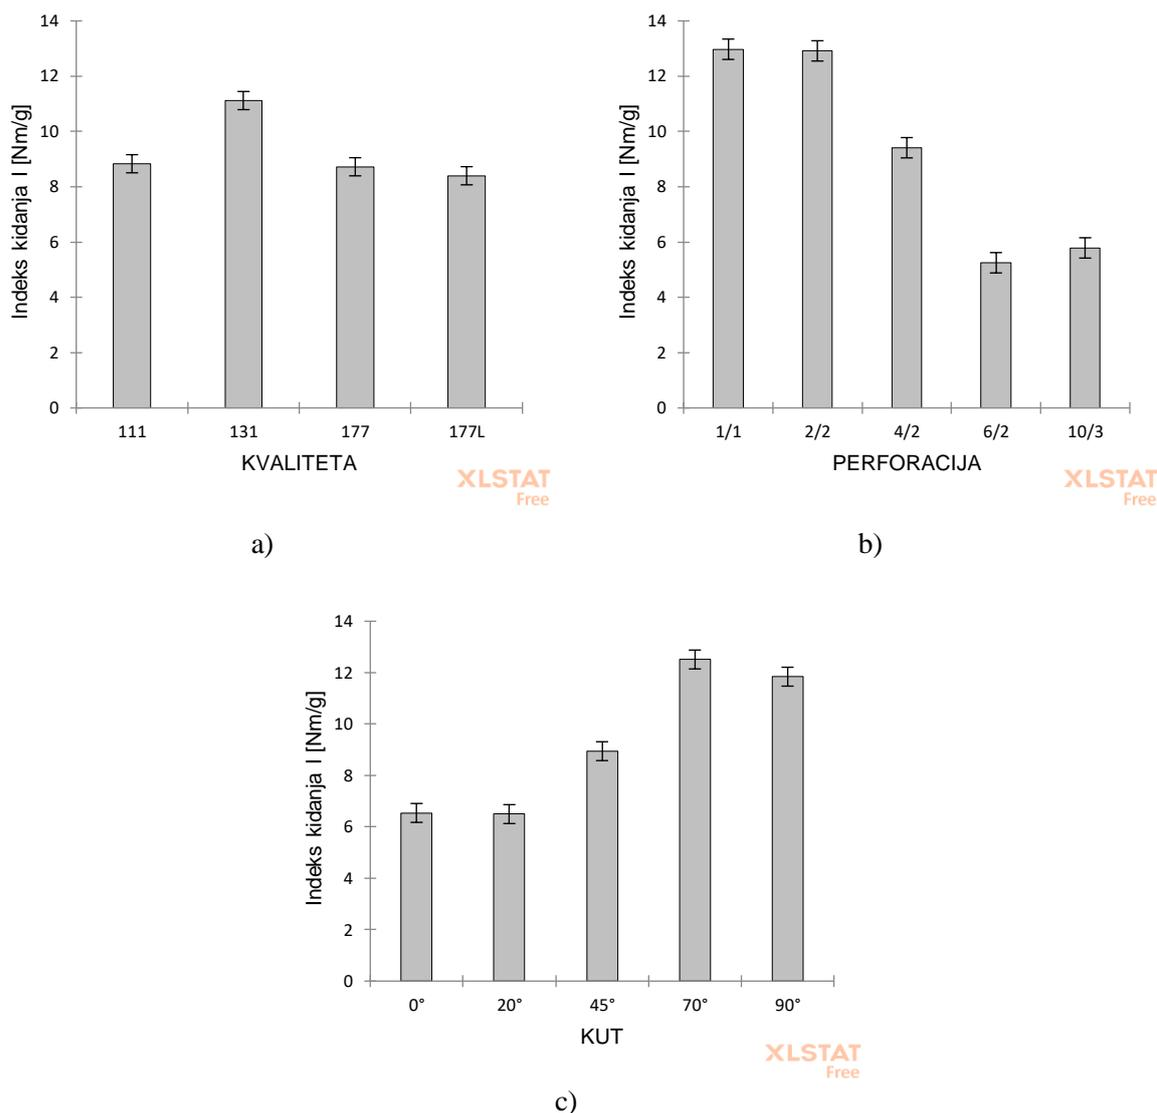 14
12
10
8
6
4
2
0
Indeks kidanja I [Nm/g]
111 131 177 177L
KVALITETA
XLSTAT
Free
a)
14
12
10
8
6
4
2
0
Indeks kidanja I [Nm/g]
1/1 2/2 4/2 6/2 10/3
PERFORACIJA
XLSTAT
Free
b)
14
12
10
8
6
4
2
0
Indeks kidanja I [Nm/g]
0° 20° 45° 70° 90°
KUT
XLSTAT
Free
c)